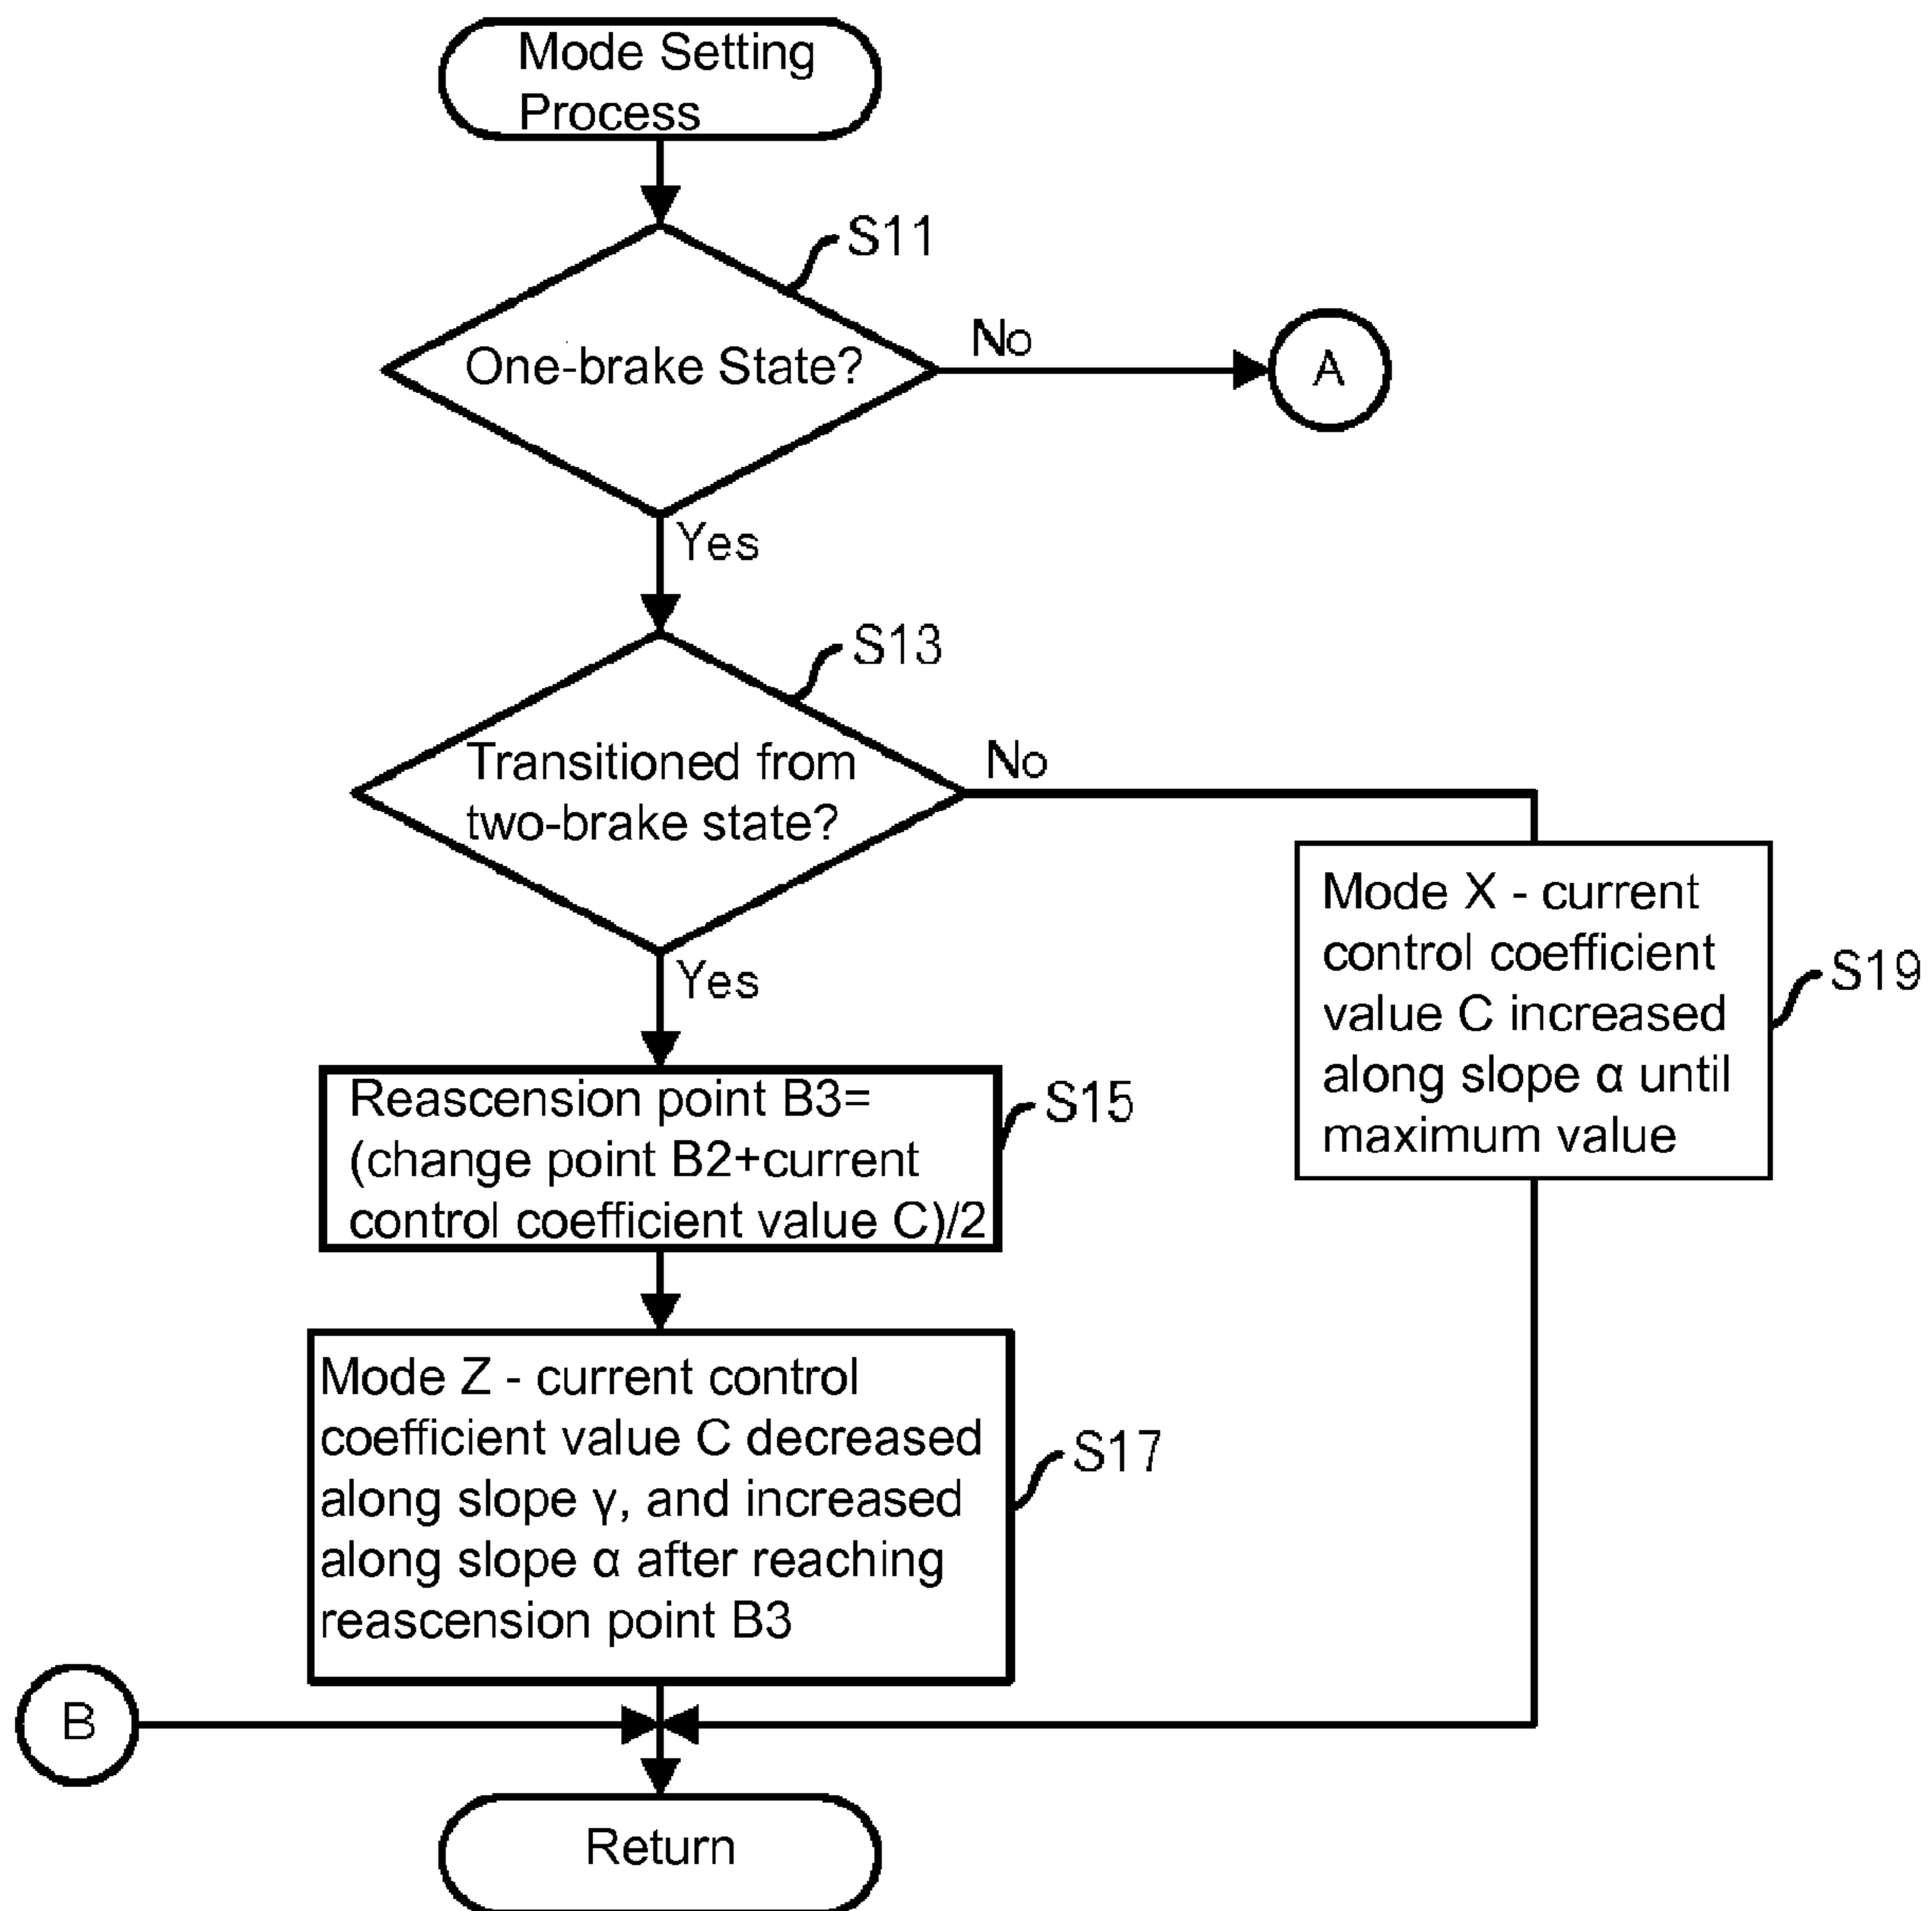 Mode Setting
Process
S11
One-brake State?
No
A
Yes
S13
Transitioned from
two-brake state?
No
Yes
Mode X - current
control coefficient
value C increased
along slope α until
maximum value
S19
Reascension point B3=
(change point B2+current
control coefficient value C)/2
S15
Mode Z - current control
coefficient value C decreased
along slope γ, and increased
along slope α after reaching
reascension point B3
S17
B
Return